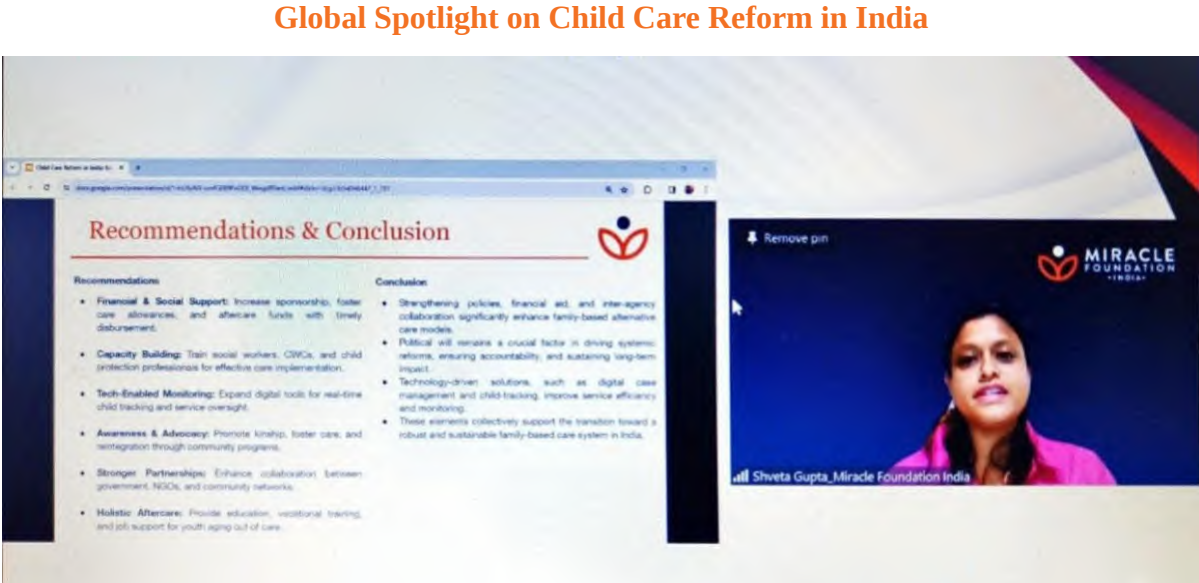 Global Spotlight on Child Care Reform in India
Child Care Reform in India
Recommendations & Conclusion
Recommendations
Financial & Social Support: Increase sponsorship, foster
care allowances, and aftercare funds with timely
disbursement.
Capacity Building: Train social workers, CWCs, and child
protection professionals for effective care implementation.
Tech-Enabled Monitoring: Expand digital tools for real-time
child tracking and service oversight.
Awareness & Advocacy: Promote kinship, foster care, and
reintegration through community programs.
Stronger Partnerships: Enhance collaboration between
government, NGOs, and community networks.
Holistic Aftercare: Provide education, vocational training,
and job support for youth aging out of care.
Conclusion
Strengthening policies, financial aid, and inter-agency
collaboration significantly enhance family-based alternative
care models.
Political will remains a crucial factor in driving systemic
reforms, ensuring accountability, and sustaining long-term
impact.
Technology-driven solutions, such as digital case
management and child-tracking, improve service efficiency
and monitoring.
These elements collectively support the transition toward a
robust and sustainable family-based care system in India.
Remove pin
MIRACLE
FOUNDATION
•INDIA•
Shveta Gupta_Miracle Foundation India